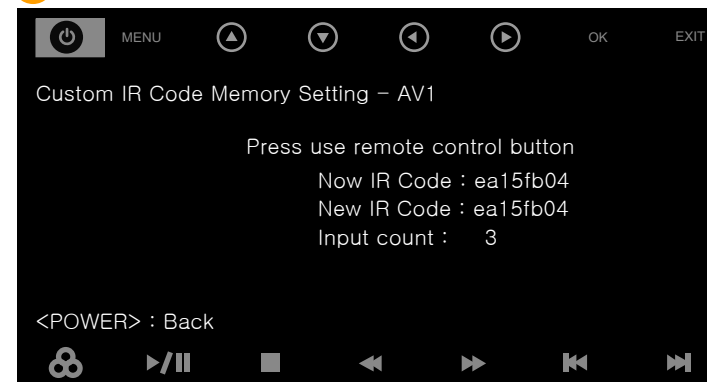 MENU OK EXIT
Custom IR Code Memory Setting - AV1
Press use remote control button
Now IR Code : ea15fb04
New IR Code : ea15fb04
Input count : 3
<POWER> : Back